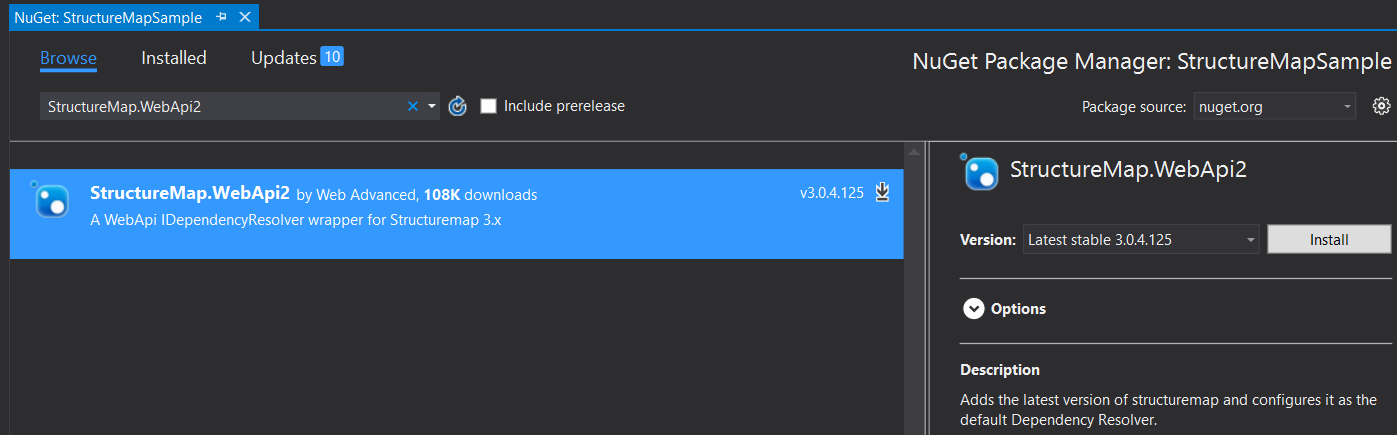 NuGet: StructureMapSample
Browse Installed Updates 10
NuGet Package Manager: StructureMapSample
StructureMap.WebApi2
Include prerelease
Package source: nuget.org
StructureMap.WebApi2 by Web Advanced, 108K downloads v3.0.4.125
A WebApi IDependencyResolver wrapper for Structuremap 3.x
StructureMap.WebApi2
Version: Latest stable 3.0.4.125 Install
Options
Description
Adds the latest version of structuremap and configures it as the
default Dependency Resolver.